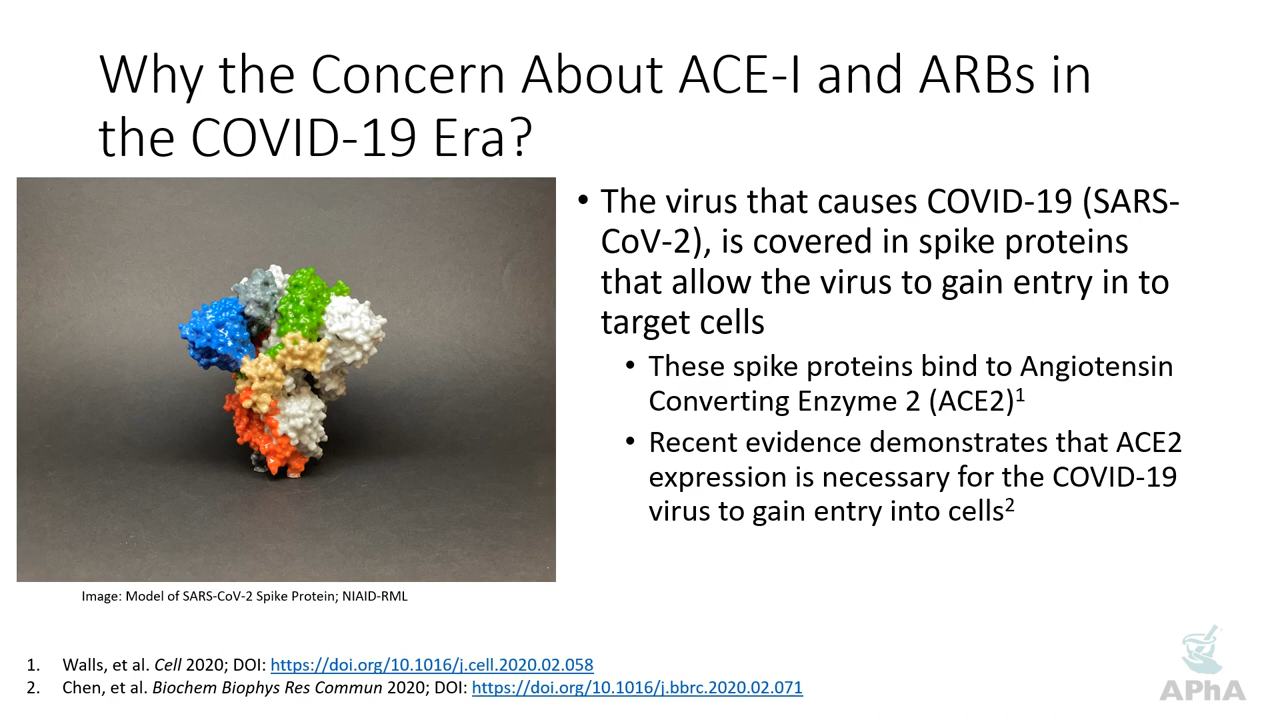 Why the Concern About ACE-I and ARBs in
the COVID-19 Era?
• The virus that causes COVID-19 (SARS-
CoV-2), is covered in spike proteins
that allow the virus to gain entry in to
target cells
• These spike proteins bind to Angiotensin
Converting Enzyme 2 (ACE2)¹
• Recent evidence demonstrates that ACE2
expression is necessary for the COVID-19
virus to gain entry into cells²
Image: Model of SARS-CoV-2 Spike Protein; NIAID-RML
1. Walls, et al. Cell 2020; DOI: https://doi.org/10.1016/j.cell.2020.02.058
2. Chen, et al. Biochem Biophys Res Commun 2020; DOI: https://doi.org/10.1016/j.bbrc.2020.02.071
APhA